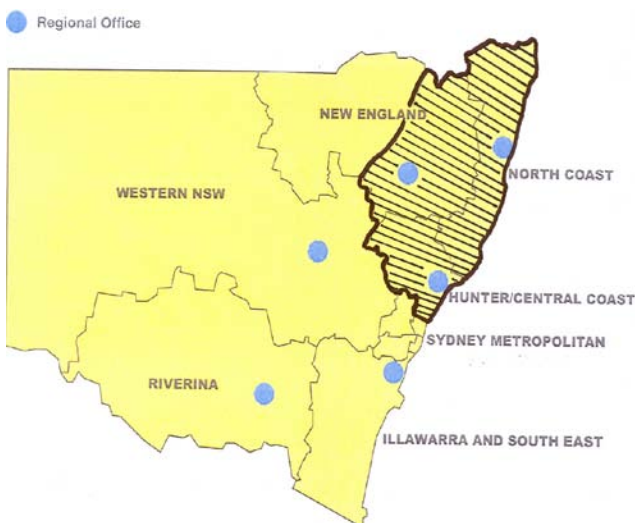 Regional Office
NEW ENGLAND
NORTH COAST
WESTERN NSW
HUNTER/CENTRAL COAST
SYDNEY METROPOLITAN
RIVERINA
ILLAWARRA AND SOUTH EAST